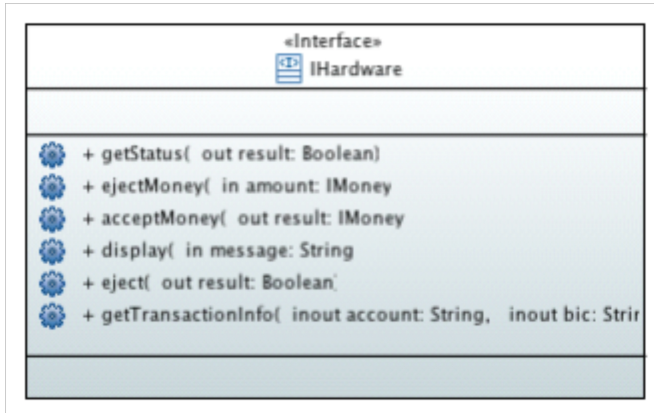 «Interface»
IHardware
+ getStatus( out result: Boolean)
+ ejectMoney( in amount: IMoney
+ acceptMoney( out result: IMoney
+ display( in message: String
+ eject( out result: Boolean)
+ getTransactionInfo( inout account: String, inout bic: Strin